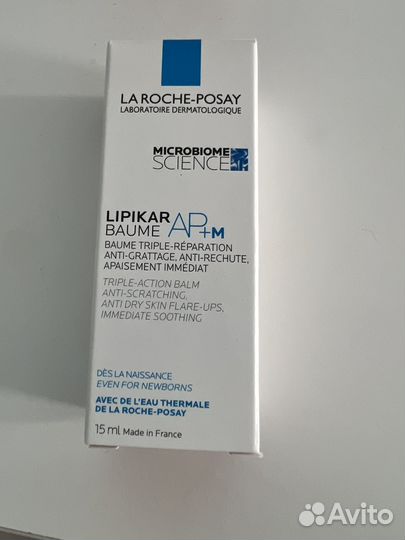 LA ROCHE-POSAY
LABORATOIRE DERMATOLOGIQUE
MICROBIOME
SCIENCE
LIPIKAR
BAUME AP+M
BAUME TRIPLE-RÉPARATION
ANTI-GRATTAGE, ANTI-RECHUTE,
APAISEMENT IMMÉDIAT
TRIPLE-ACTION BALM
ANTI-SCRATCHING,
ANTI DRY SKIN FLARE-UPS,
IMMEDIATE SOOTHING
DÈS LA NAISSANCE
EVEN FOR NEWBORNS
AVEC DE L'EAU THERMALE
DE LA ROCHE-POSAY
15 ml Made in France
Avito